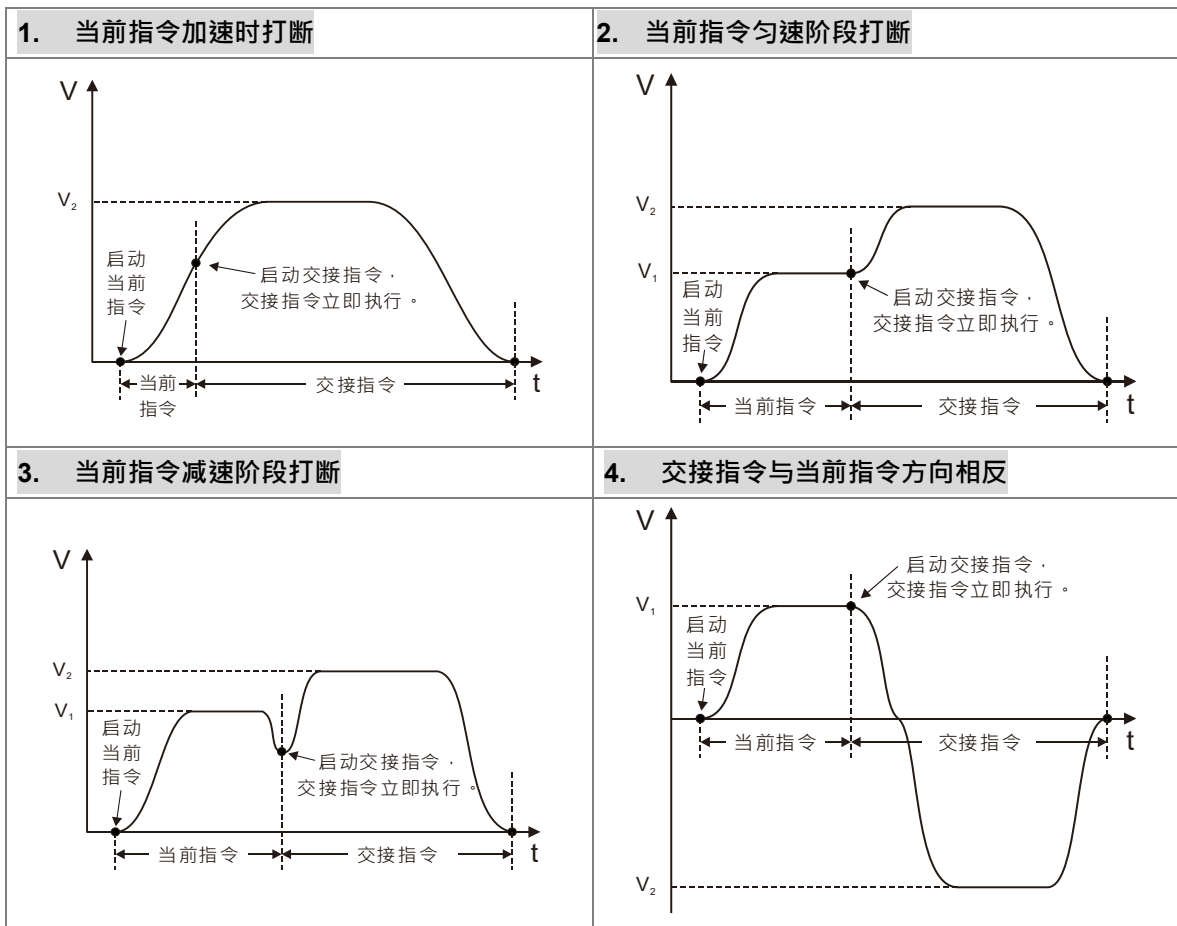 1. 当前指令加速时打断
2. 当前指令匀速阶段打断
V
V₂
启动
当前
指令
启动交接指令，
交接指令立即执行。
当前
指令
交接指令
t
V
V₂
V₁
启动
当前
指令
启动交接指令，
交接指令立即执行。
当前指令
交接指令
t
3. 当前指令减速阶段打断
4. 交接指令与当前指令方向相反
V
V₂
V₁
启动
当前
指令
启动交接指令，
交接指令立即执行。
当前指令
交接指令
t
V
V₁
启动
当前
指令
启动交接指令，
交接指令立即执行。
当前指令
交接指令
t
V₂